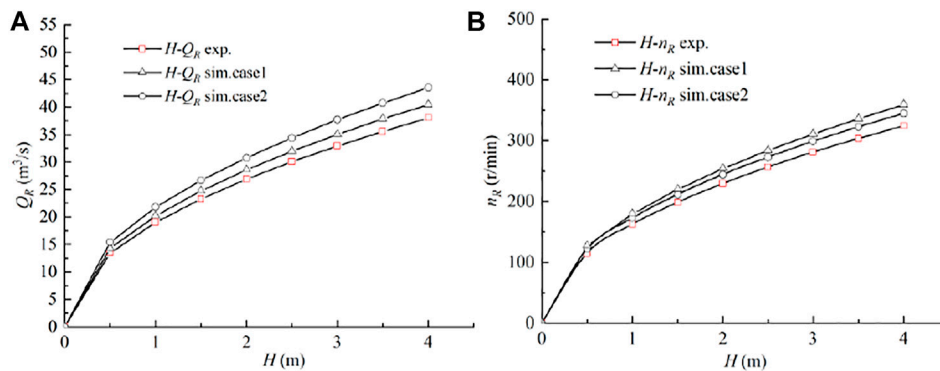 A
H-QR exp.
H-QR sim.case1
H-QR sim.case2
QR (m³/s)
55
50
45
40
35
30
25
20
15
10
5
0
0 1 2 3 4
H (m)
B
H-nR exp.
H-nR sim.case1
H-nR sim.case2
nR (r/min)
500
400
300
200
100
0
0 1 2 3 4
H (m)